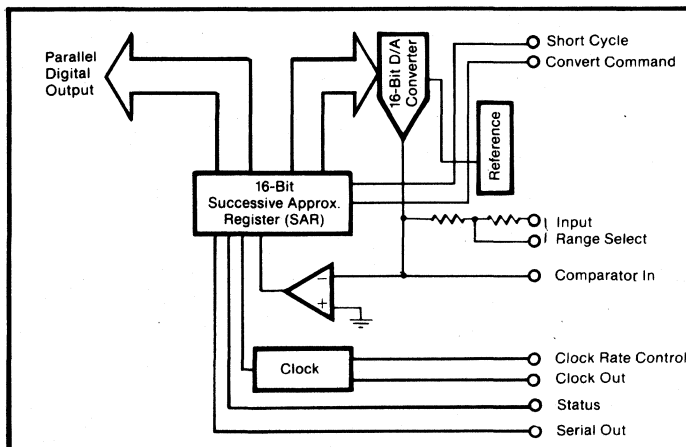 Parallel
Digital
Output
16-Bit D/A
Converter
Short Cycle
Convert Command
Reference
16-Bit
Successive Approx.
Register (SAR)
Input
Range Select
−
+
Comparator In
Clock
Clock Rate Control
Clock Out
Status
Serial Out